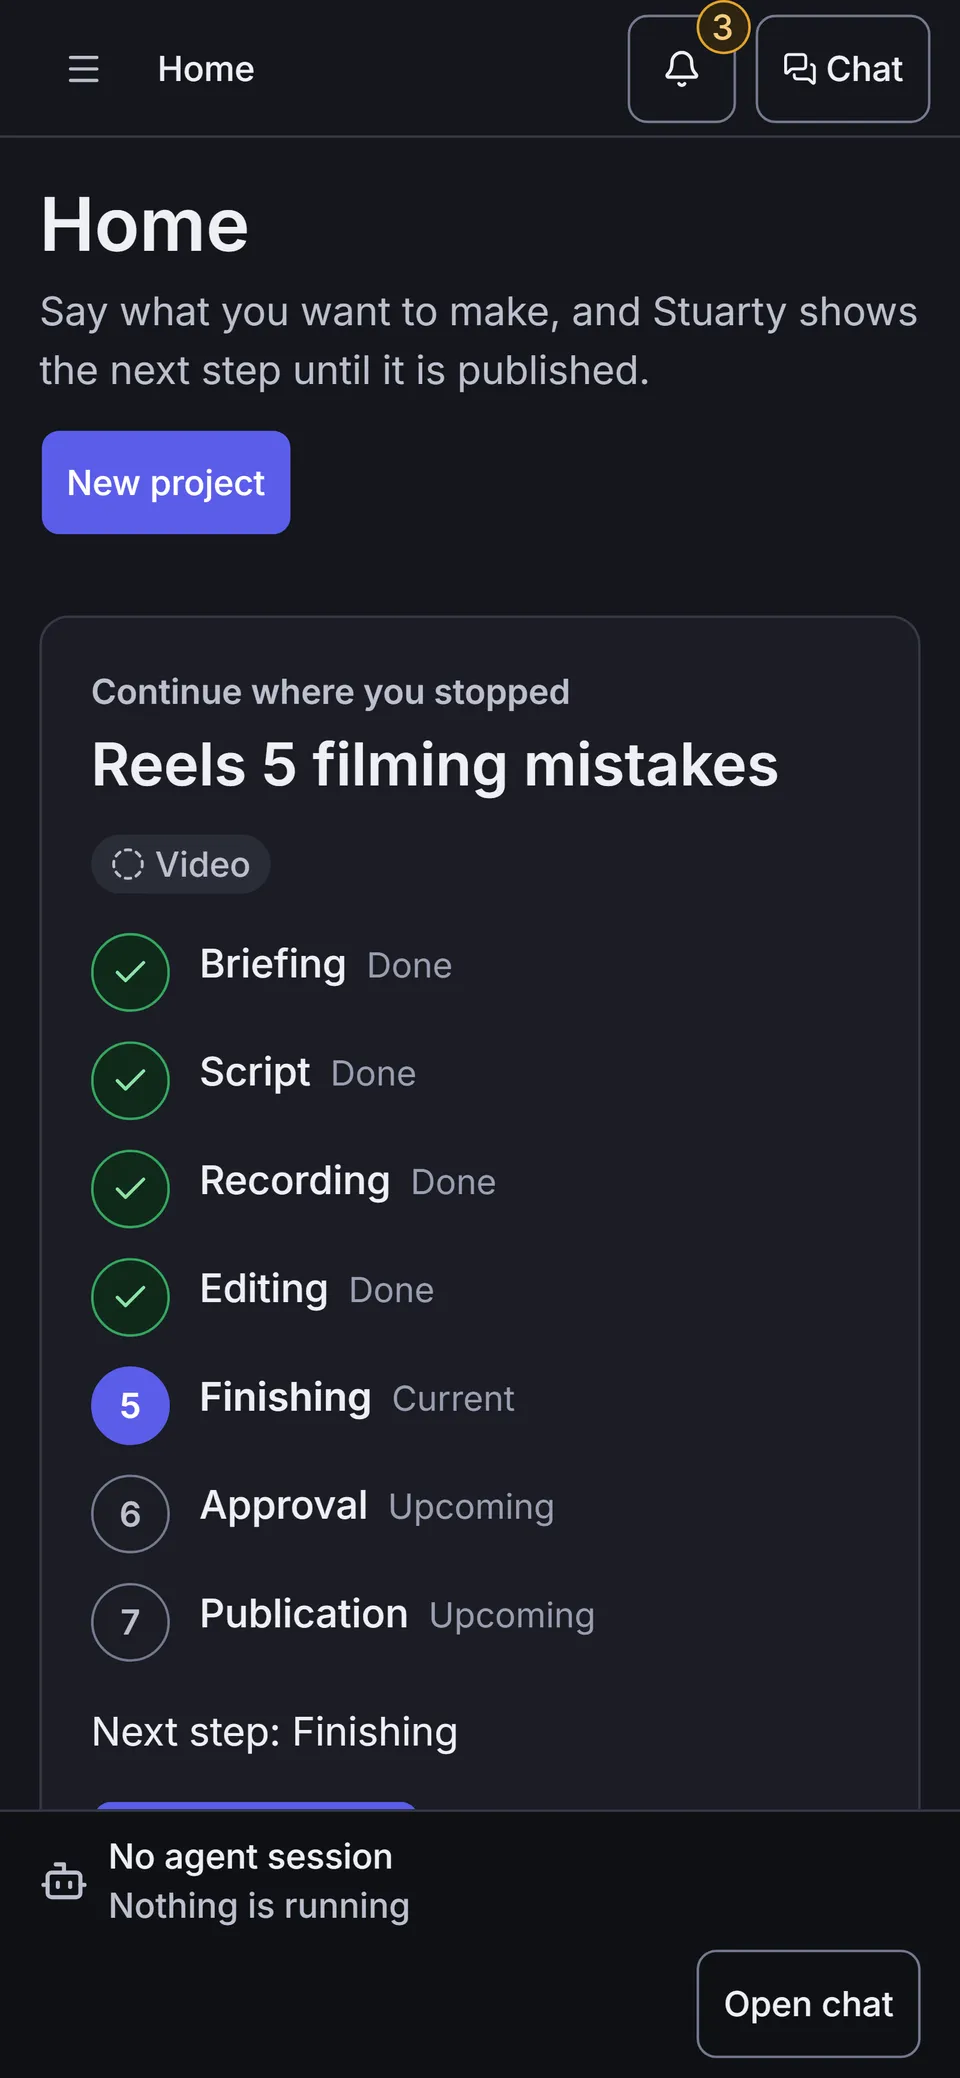 Home
3
Chat
Home
Say what you want to make, and Stuarty shows
the next step until it is published.
New project
Continue where you stopped
Reels 5 filming mistakes
Video
Briefing Done
Script Done
Recording Done
Editing Done
5 Finishing Current
6 Approval Upcoming
7 Publication Upcoming
Next step: Finishing
No agent session
Nothing is running
Open chat